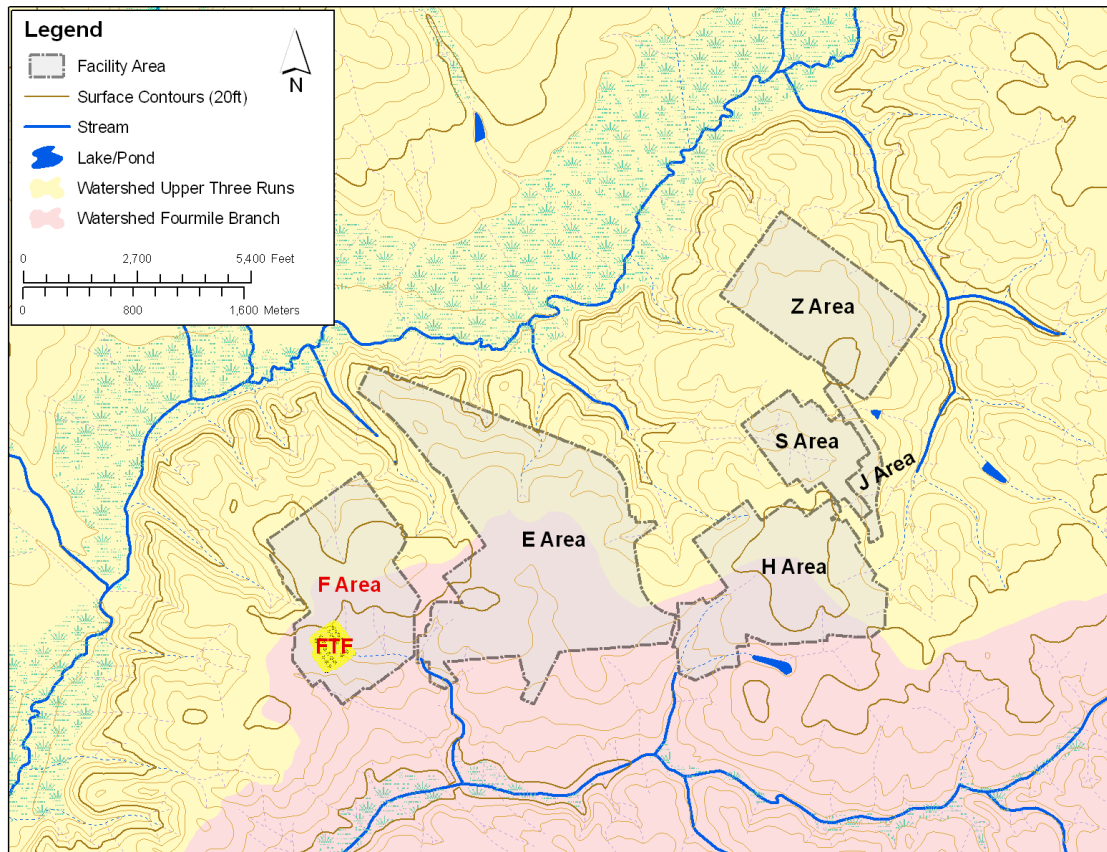 Legend
Facility Area
Surface Contours (20ft)
Stream
Lake/Pond
Watershed Upper Three Runs
Watershed Fourmile Branch
N
0 2,700 5,400 Feet
0 800 1,600 Meters
Z Area
S Area
J Area
E Area
H Area
F Area
FTF